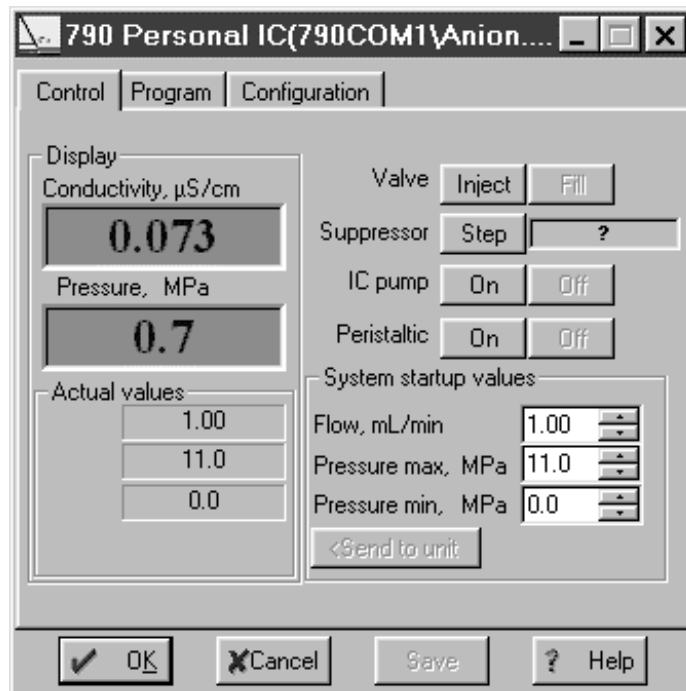 790 Personal IC(790COM1\Anion....
Control Program Configuration
Display
Conductivity, µS/cm
0.073
Pressure, MPa
0.7
Actual values
1.00
11.0
0.0
Valve Inject Fill
Suppressor Step ?
IC pump On Off
Peristaltic On Off
System startup values
Flow, mL/min 1.00
Pressure max, MPa 11.0
Pressure min, MPa 0.0
<Send to unit
OK Cancel Save ? Help